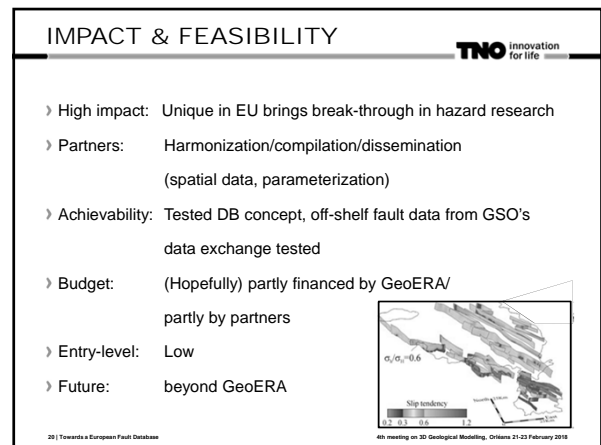 IMPACT & FEASIBILITY
TNO innovation
for life
› High impact: Unique in EU brings break-through in hazard research
› Partners: Harmonization/compilation/dissemination
(spatial data, parameterization)
› Achievability: Tested DB concept, off-shelf fault data from GSO's
data exchange tested
› Budget: (Hopefully) partly financed by GeoERA/
partly by partners
› Entry-level: Low
› Future: beyond GeoERA
Slip tendency
0.2 0.3 0.6 1.2
20 | Towards a European Fault Database
4th meeting on 3D Geological Modelling, Orléans 21-23 February 2018